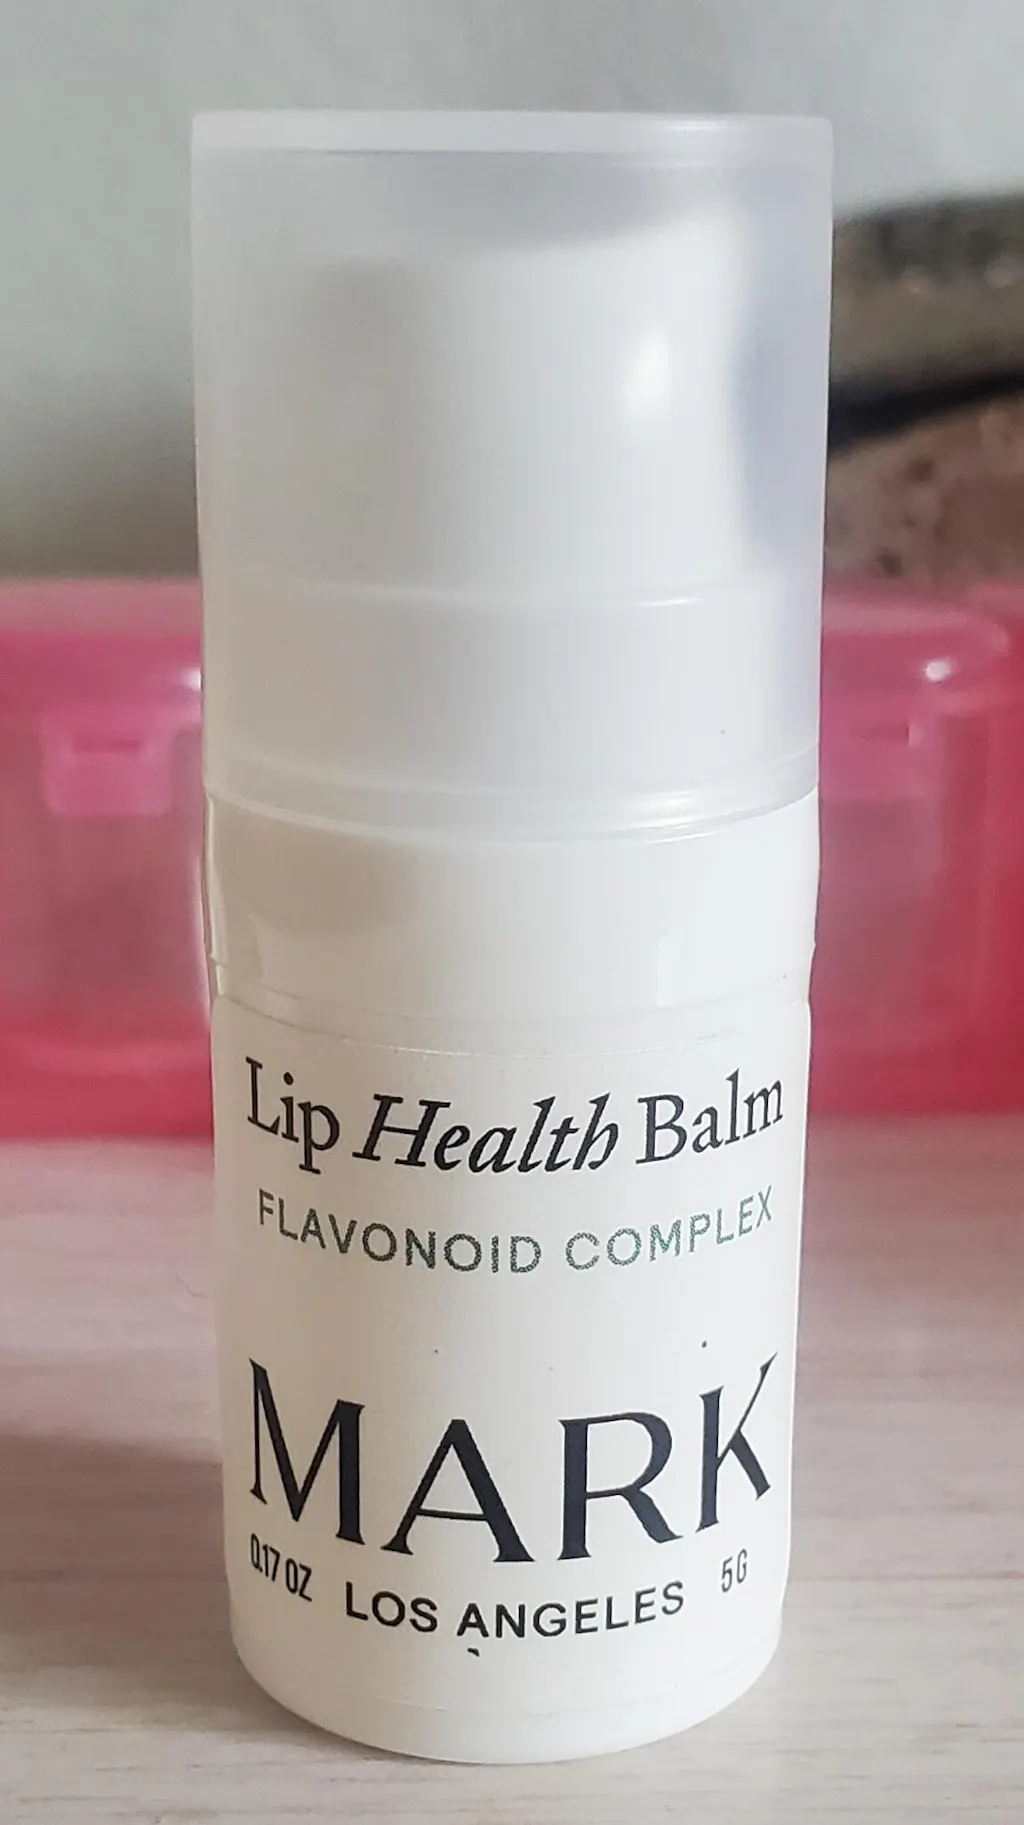 Lip Health Balm
FLAVONOID COMPLEX
MARK
0.17 OZ LOS ANGELES 5G